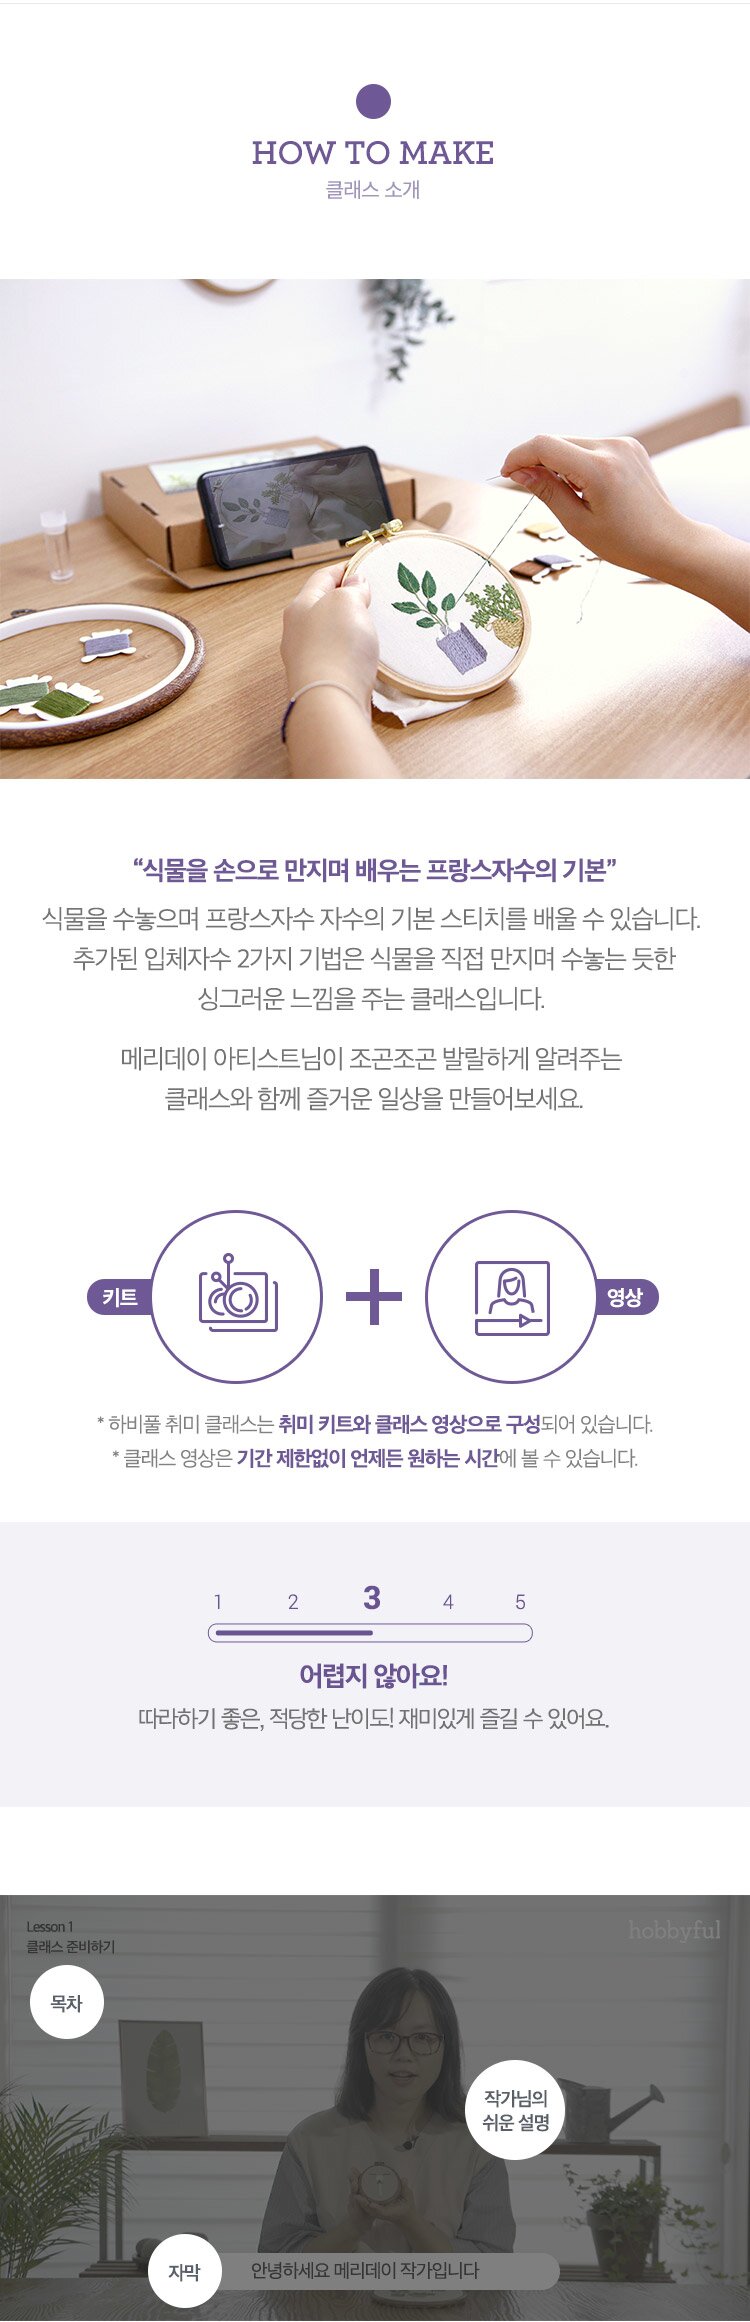 HOW TO MAKE
클래스 소개
“식물을 손으로 만지며 배우는 프랑스자수의 기본”
식물을 수놓으며 프랑스자수 자수의 기본 스티치를 배울 수 있습니다.
추가된 입체자수 2가지 기법은 식물을 직접 만지며 수놓는 듯한
싱그러운 느낌을 주는 클래스입니다.
메리데이 아티스트님이 조곤조곤 발랄하게 알려주는
클래스와 함께 즐거운 일상을 만들어보세요.
키트
영상
* 하비풀 취미 클래스는 취미 키트와 클래스 영상으로 구성되어 있습니다.
* 클래스 영상은 기간 제한없이 언제든 원하는 시간에 볼 수 있습니다.
1 2 3 4 5
어렵지 않아요!
따라하기 좋은, 적당한 난이도! 재미있게 즐길 수 있어요.
Lesson 1
클래스 준비하기
hobbyful
목차
작가님의
쉬운 설명
자막
안녕하세요 메리데이 작가입니다